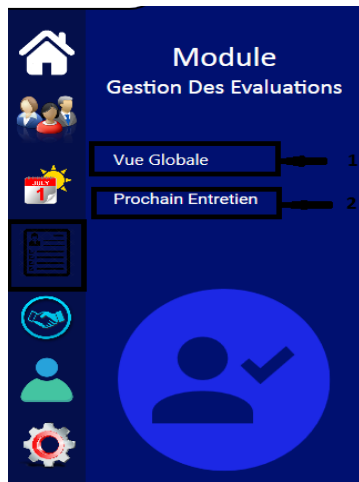 Module
Gestion Des Evaluations
Vue Globale
1
Prochain Entretien
2
JULY
1